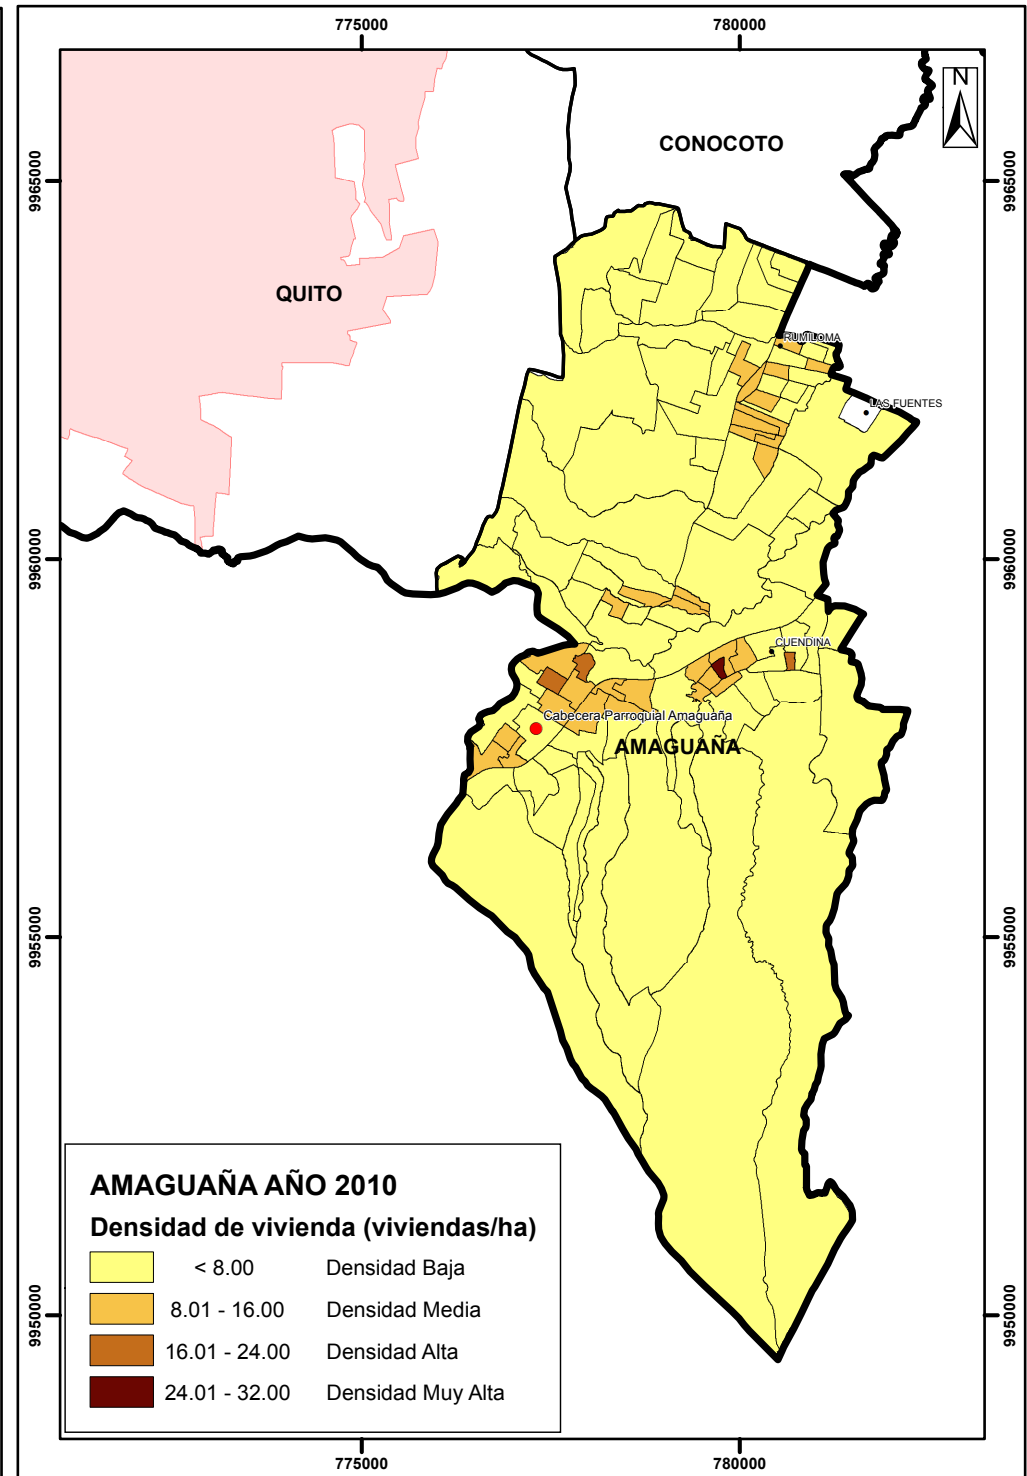 775000
780000
N
CONOCOTO
9965000
9965000
QUITO
RUMILOMA
LAS FUENTES
9960000
9960000
CUENDINA
Cabecera Parroquial Amaguaña
AMAGUAÑA
9955000
9955000
AMAGUAÑA AÑO 2010
Densidad de vivienda (viviendas/ha)
< 8.00 Densidad Baja
8.01 - 16.00 Densidad Media
16.01 - 24.00 Densidad Alta
24.01 - 32.00 Densidad Muy Alta
9950000
9950000
775000
780000